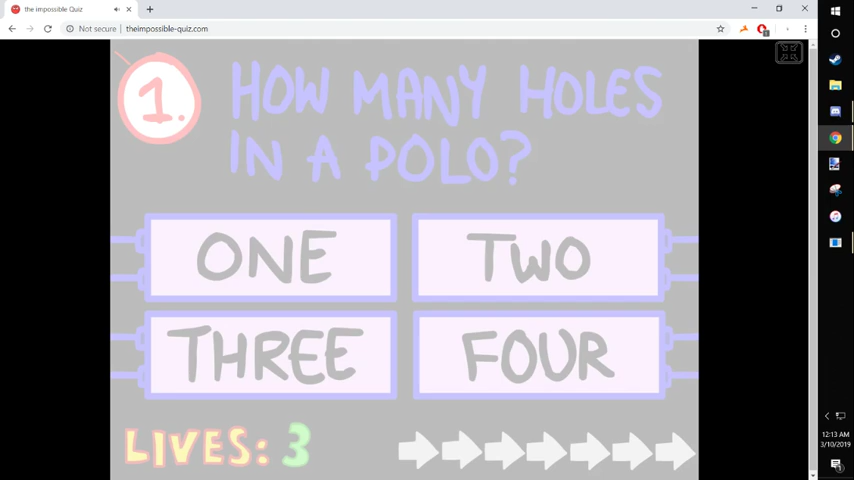 the impossible Quiz
Not secure | theimpossible-quiz.com
1.
HOW MANY HOLES
IN A POLO?
ONE
TWO
THREE
FOUR
LIVES: 3
12:13 AM
3/10/2019